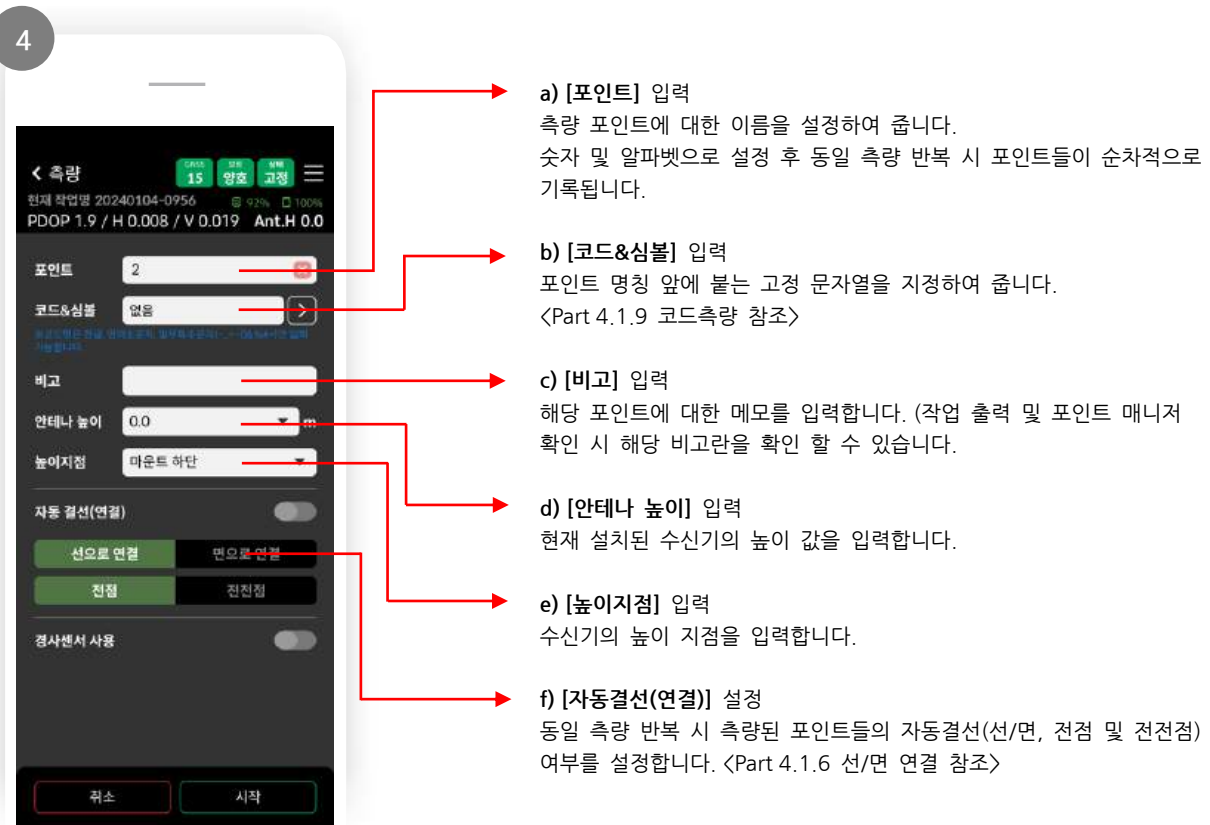 4
< 측량
GNSS
보정
상태
15
양호
고정
현재 작업명 20240104-0956
92%
100%
PDOP 1.9 / H 0.008 / V 0.019 Ant.H 0.0
포인트
2
코드&심볼
없음
비고
안테나 높이
0.0
m
높이지점
마운트 하단
자동 결선(연결)
선으로 연결
면으로 연결
전점
전전점
경사센서 사용
취소
시작
a) [포인트] 입력
측량 포인트에 대한 이름을 설정하여 줍니다.
숫자 및 알파벳으로 설정 후 동일 측량 반복 시 포인트들이 순차적으로
기록됩니다.
b) [코드&심볼] 입력
포인트 명칭 앞에 붙는 고정 문자열을 지정하여 줍니다.
<Part 4.1.9 코드측량 참조>
c) [비고] 입력
해당 포인트에 대한 메모를 입력합니다. (작업 출력 및 포인트 매니저
확인 시 해당 비고란을 확인 할 수 있습니다.
d) [안테나 높이] 입력
현재 설치된 수신기의 높이 값을 입력합니다.
e) [높이지점] 입력
수신기의 높이 지점을 입력합니다.
f) [자동결선(연결)] 설정
동일 측량 반복 시 측량된 포인트들의 자동결선(선/면, 전점 및 전전점)
여부를 설정합니다. <Part 4.1.6 선/면 연결 참조>